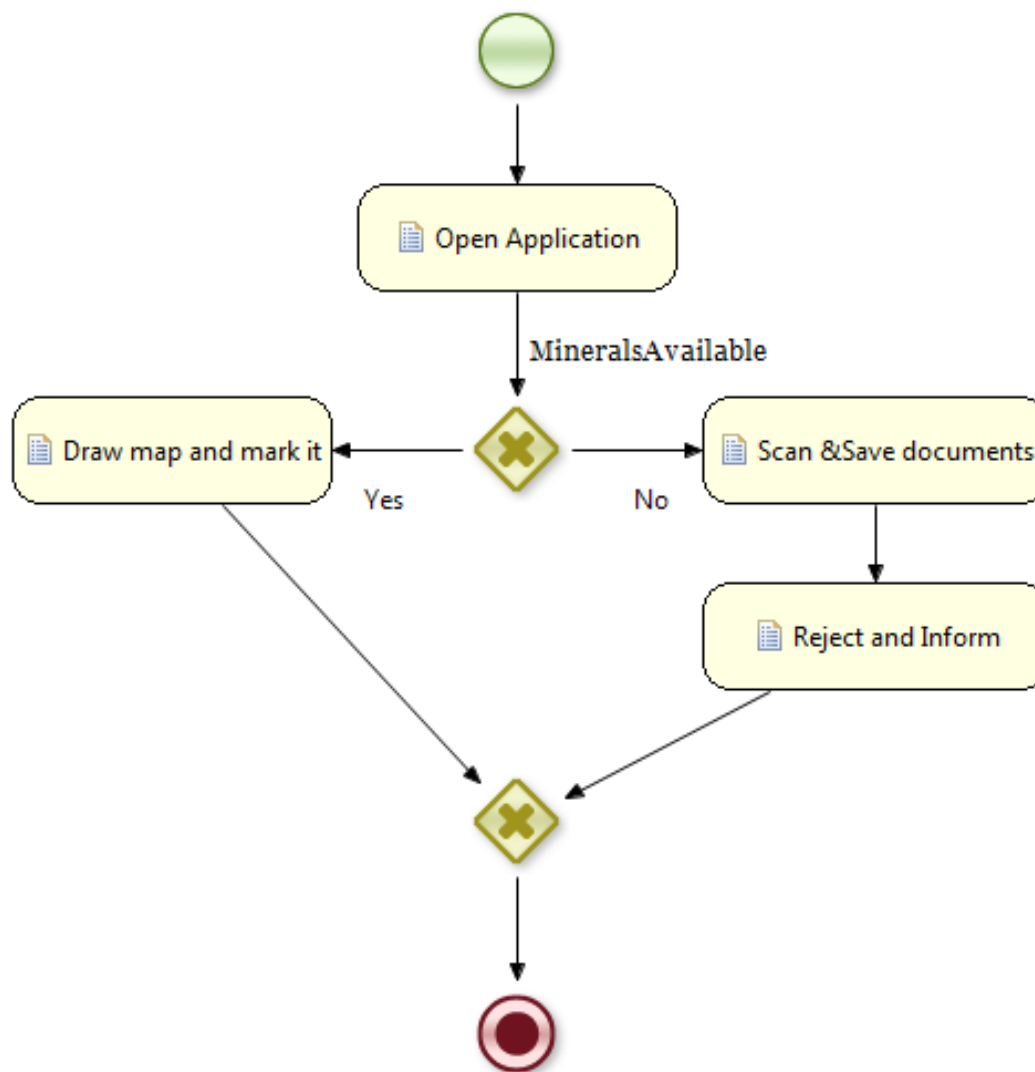 Open Application
MineralsAvailable
Draw map and mark it
Scan &Save documents
Yes
No
Reject and Inform